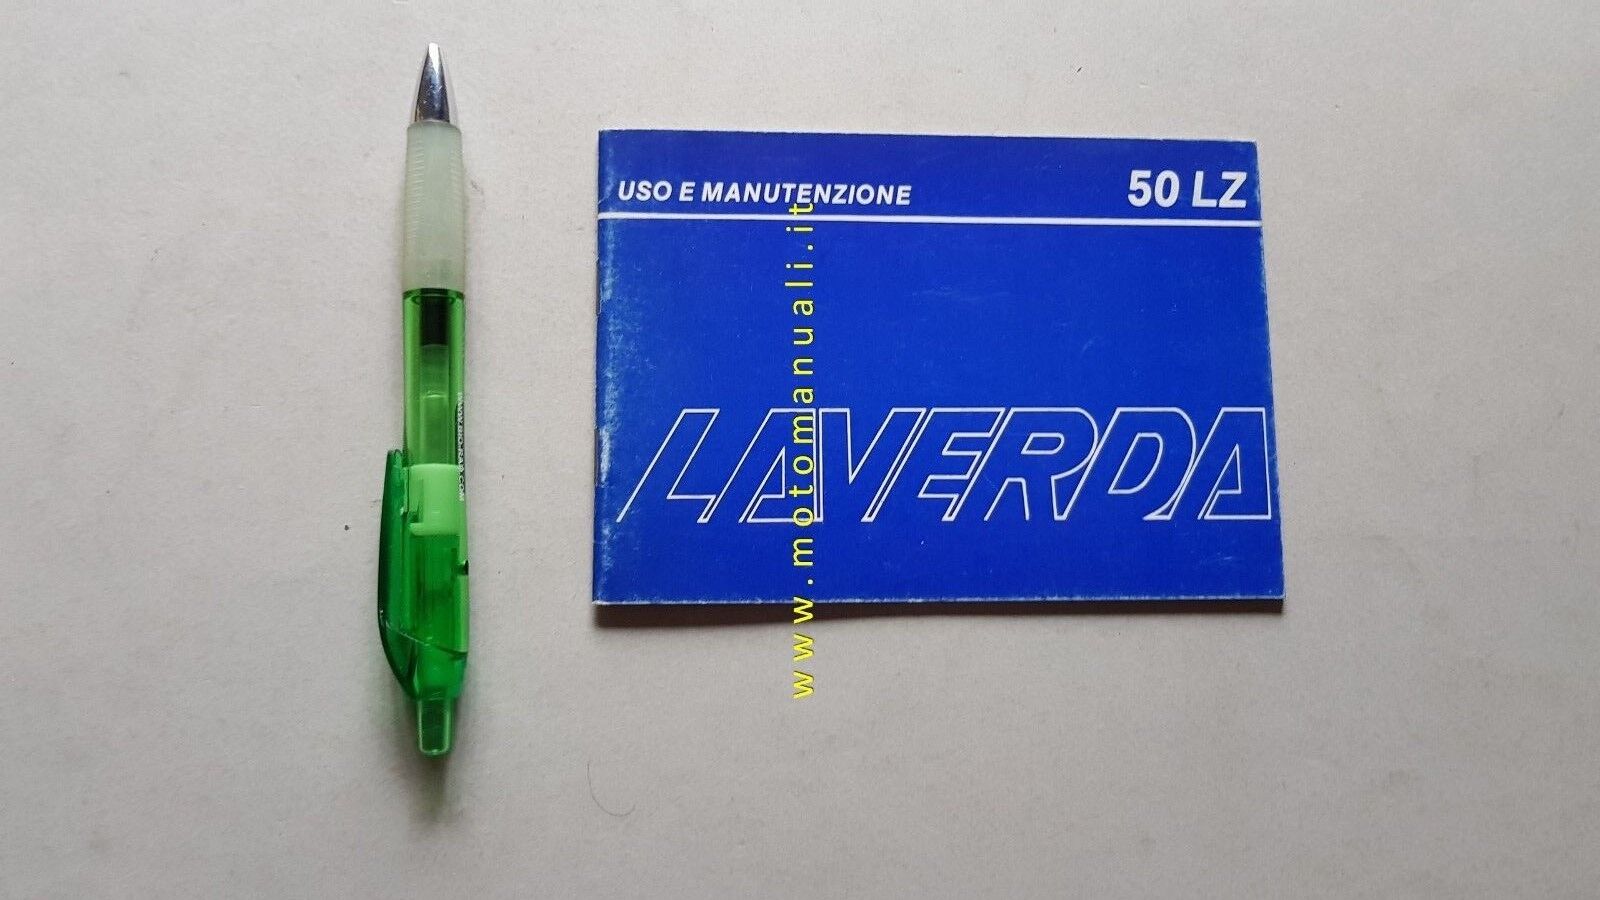 USO E MANUTENZIONE
50 LZ
LAVERDA
www.motomanuali.it